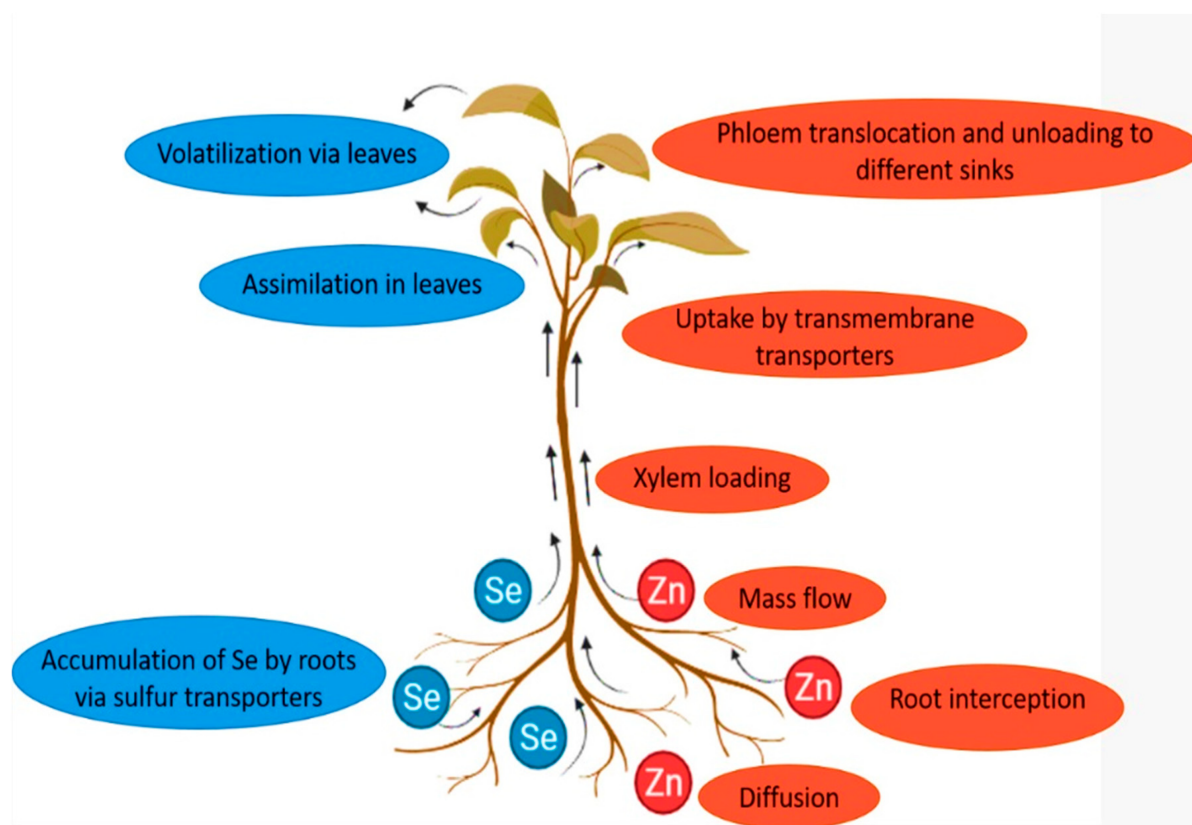 Volatilization via leaves
Phloem translocation and unloading to
different sinks
Assimilation in leaves
Uptake by transmembrane
transporters
Xylem loading
Se
Zn
Mass flow
Accumulation of Se by roots
via sulfur transporters
Se
Zn
Root interception
Se
Zn
Diffusion